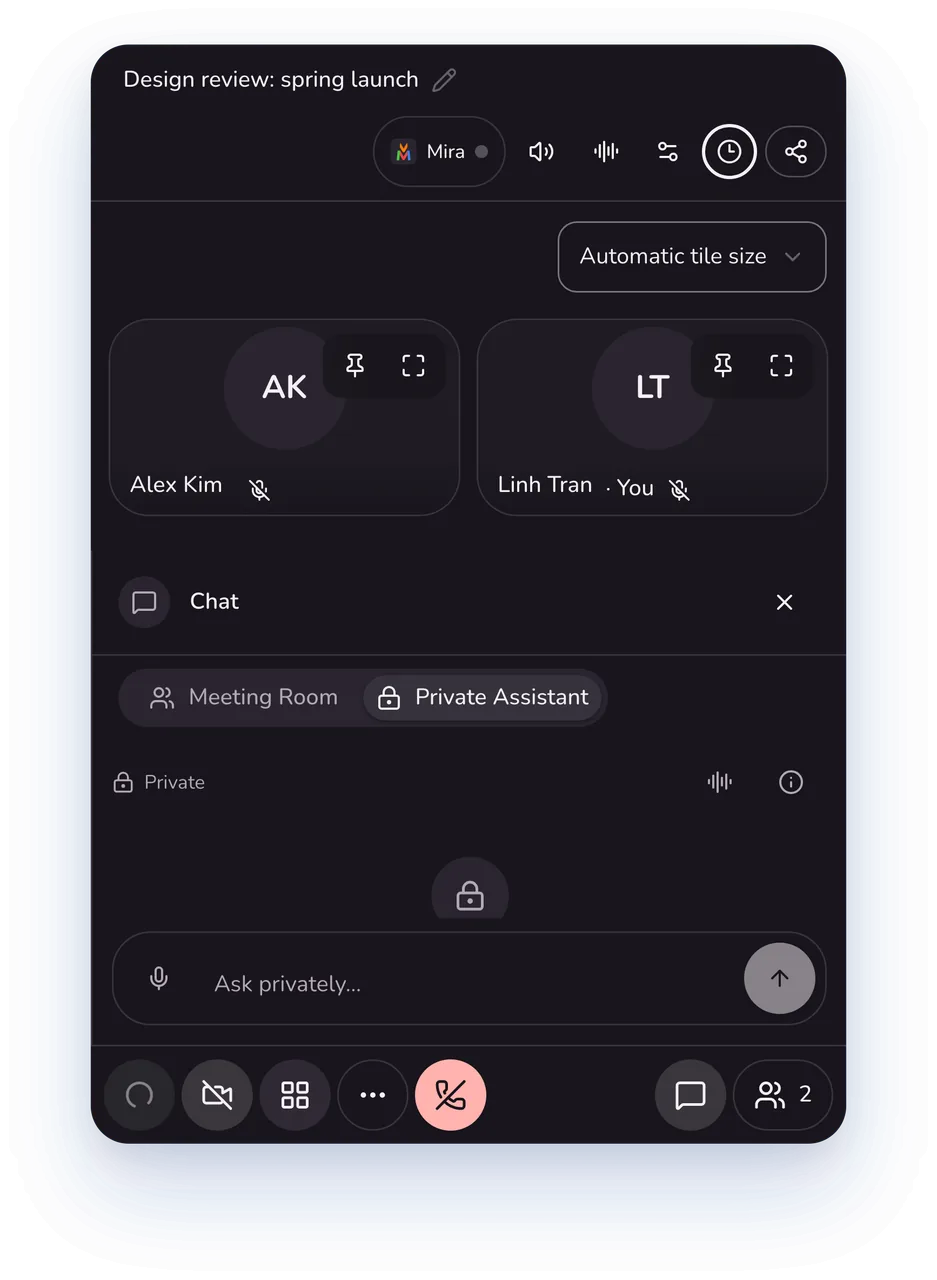 Design review: spring launch
Mira
Automatic tile size
AK
LT
Alex Kim
Linh Tran · You
Chat
Meeting Room
Private Assistant
Private
Ask privately...
2